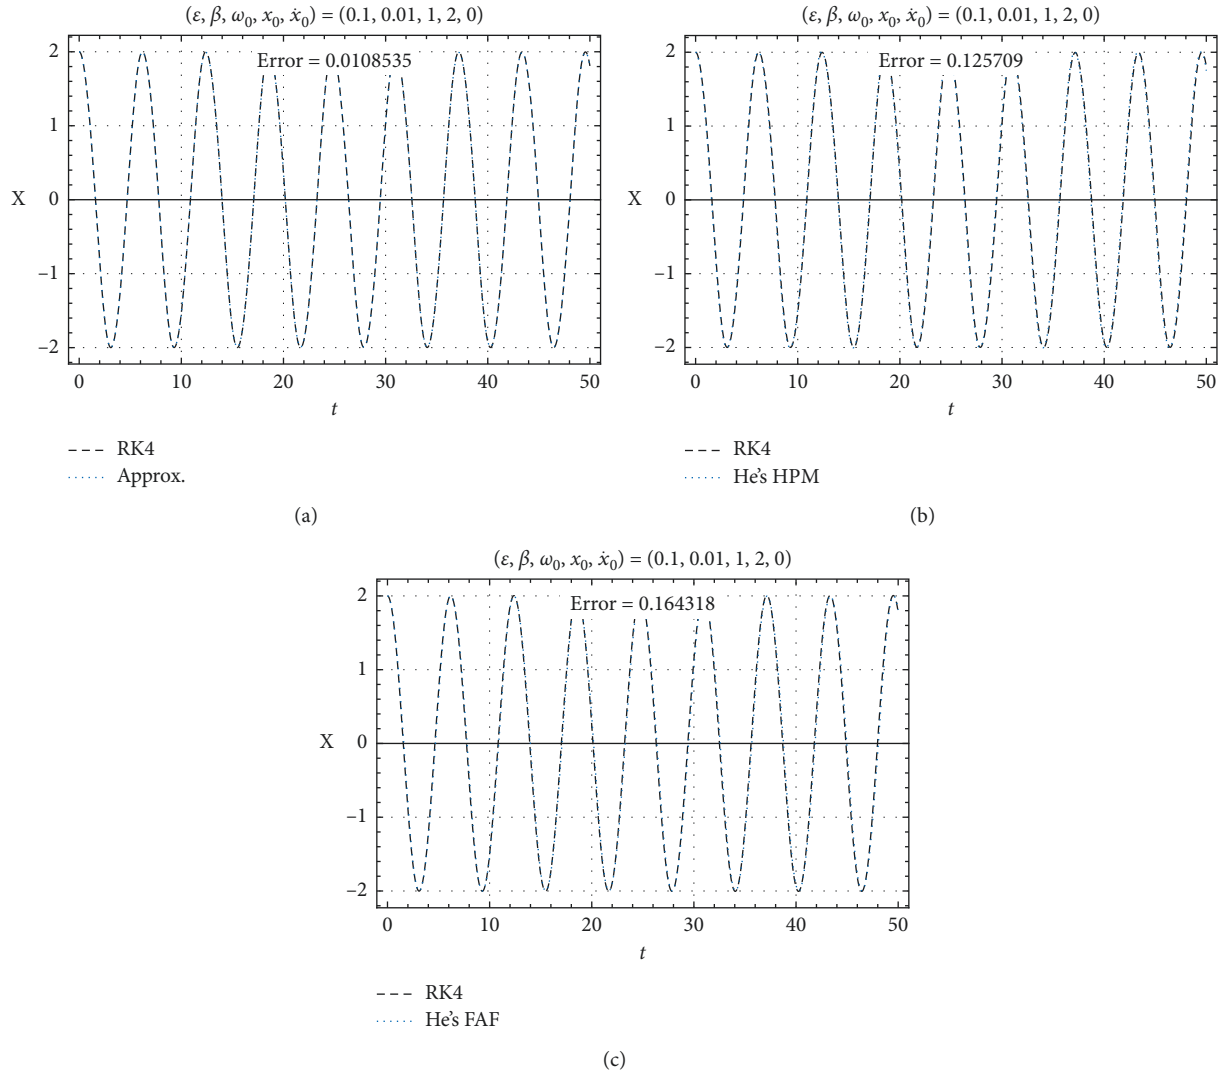 (ε, β, ω₀, x₀, ẋ₀) = (0.1, 0.01, 1, 2, 0)
Error = 0.0108535
2
1
X
0
−1
−2
0 10 20 30 40 50
t
RK4
Approx.
(a)
(ε, β, ω₀, x₀, ẋ₀) = (0.1, 0.01, 1, 2, 0)
Error = 0.125709
2
1
X
0
−1
−2
0 10 20 30 40 50
t
RK4
He's HPM
(b)
(ε, β, ω₀, x₀, ẋ₀) = (0.1, 0.01, 1, 2, 0)
Error = 0.164318
2
1
X
0
−1
−2
0 10 20 30 40 50
t
RK4
He's FAF
(c)